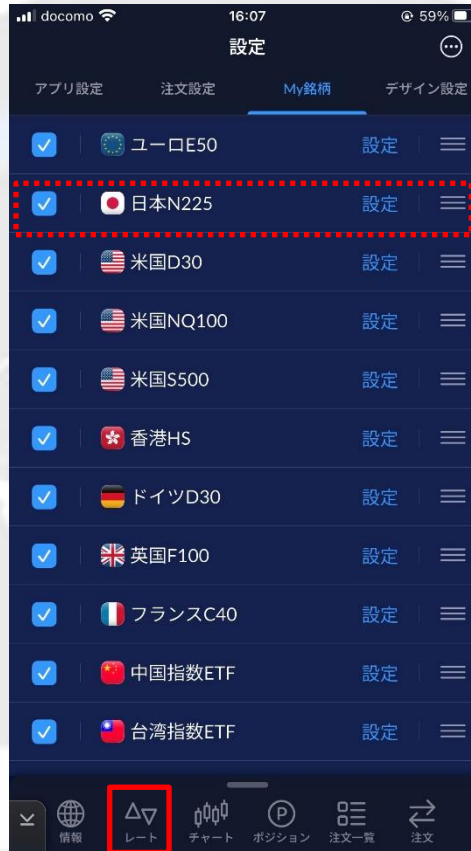 docomo 16:07 59%
設定
アプリ設定 注文設定 My銘柄 デザイン設定
ユーロE50 設定
日本N225 設定
米国D30 設定
米国NQ100 設定
米国S500 設定
香港HS 設定
ドイツD30 設定
英国F100 設定
フランスC40 設定
中国指数ETF 設定
台湾指数ETF 設定
P
情報 レート チャート ポジション 注文一覧 注文